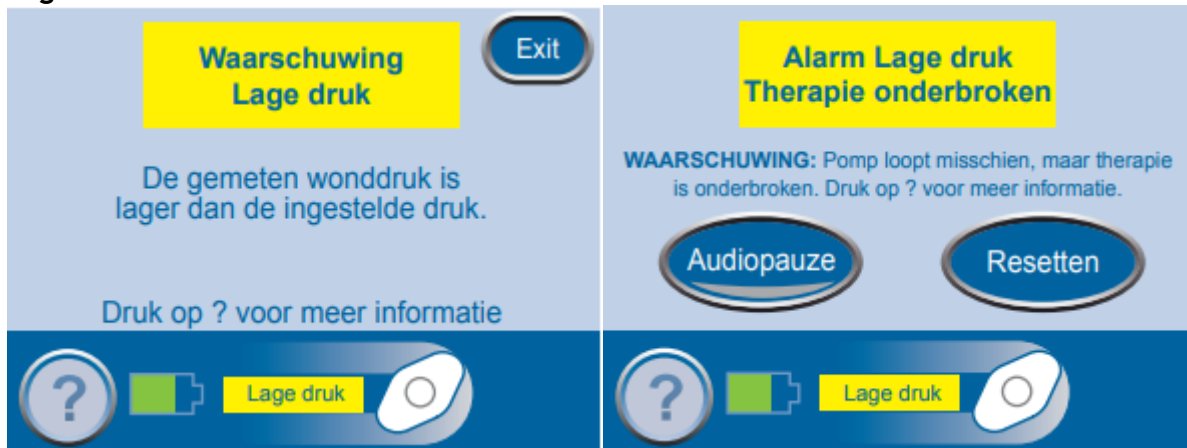 Waarschuwing
Lage druk
Exit
De gemeten wonddruk is
lager dan de ingestelde druk.
Druk op ? voor meer informatie
?
Lage druk
Alarm Lage druk
Therapie onderbroken
WAARSCHUWING: Pomp loopt misschien, maar therapie
is onderbroken. Druk op ? voor meer informatie.
Audiopauze
Resetten
?
Lage druk